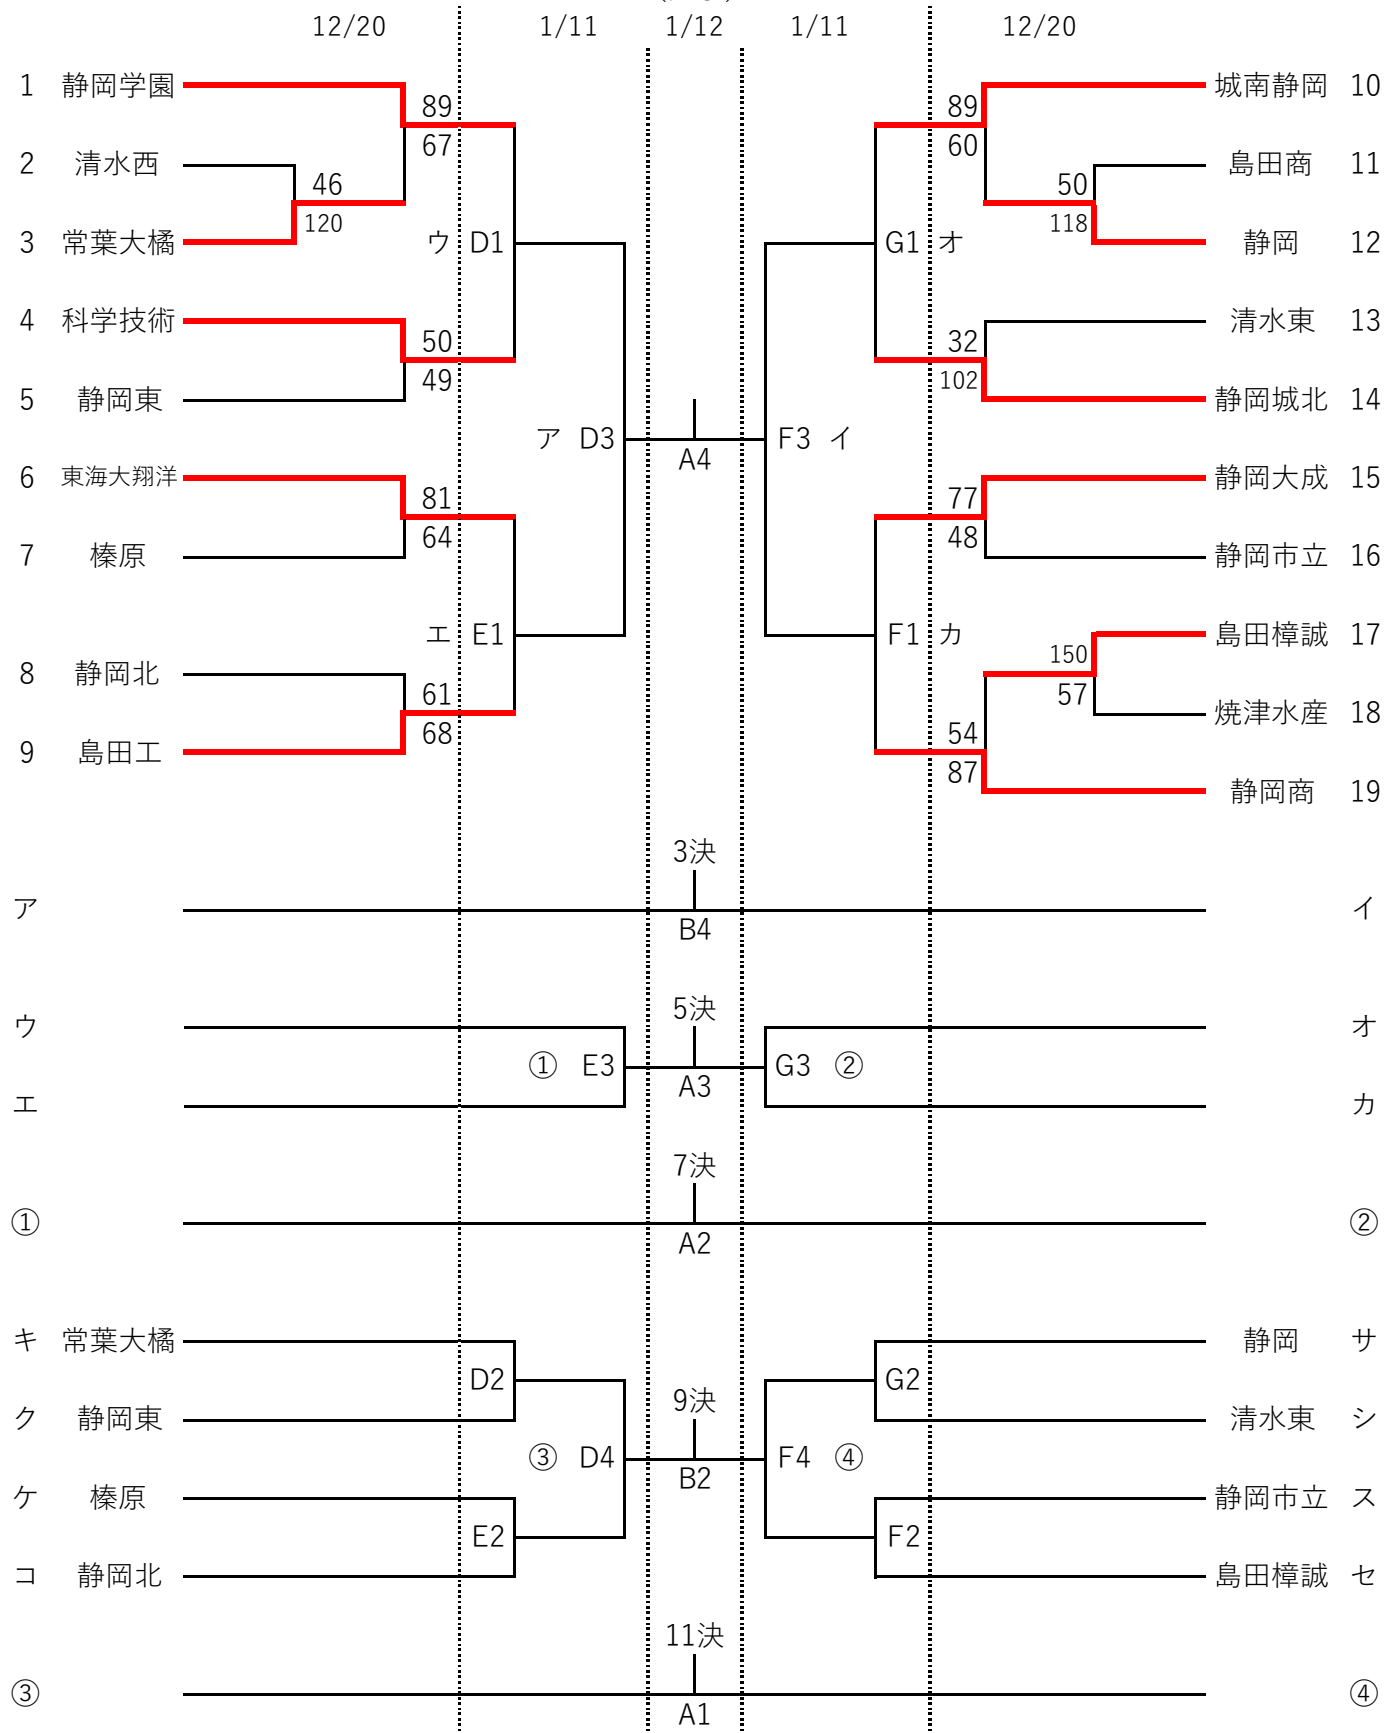 12/20 1/11 1/12 1/11 12/20
1 静岡学園 城南静岡 10
89 89
67 60
2 清水西 島田商 11
46 50
120 118
3 常葉大橘 ウ D1 G1 オ 静岡 12
4 科学技術 清水東 13
50 32
49 102
5 静岡東 静岡城北 14
ア D3 A4 F3 イ
6 東海大翔洋 静岡大成 15
81 77
64 48
7 榛原 静岡市立 16
エ E1 F1 カ 島田樟誠 17
150
8 静岡北 57
61 焼津水産 18
68 54
9 島田工 87
静岡商 19
3決
ア イ
B4
5決
ウ オ
① E3 A3 G3 ②
エ カ
7決
① ②
A2
キ 常葉大橘 静岡 サ
D2 G2
9決
ク 静岡東 清水東 シ
③ D4 B2 F4 ④
ケ 榛原 静岡市立 ス
E2 F2
コ 静岡北 島田樟誠 セ
11決
③ ④
A1